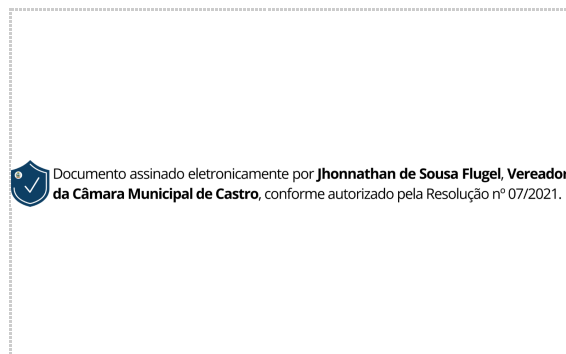 Documento assinado eletronicamente por Jhonnathan de Sousa Flugel, Vereador
da Câmara Municipal de Castro, conforme autorizado pela Resolução nº 07/2021.